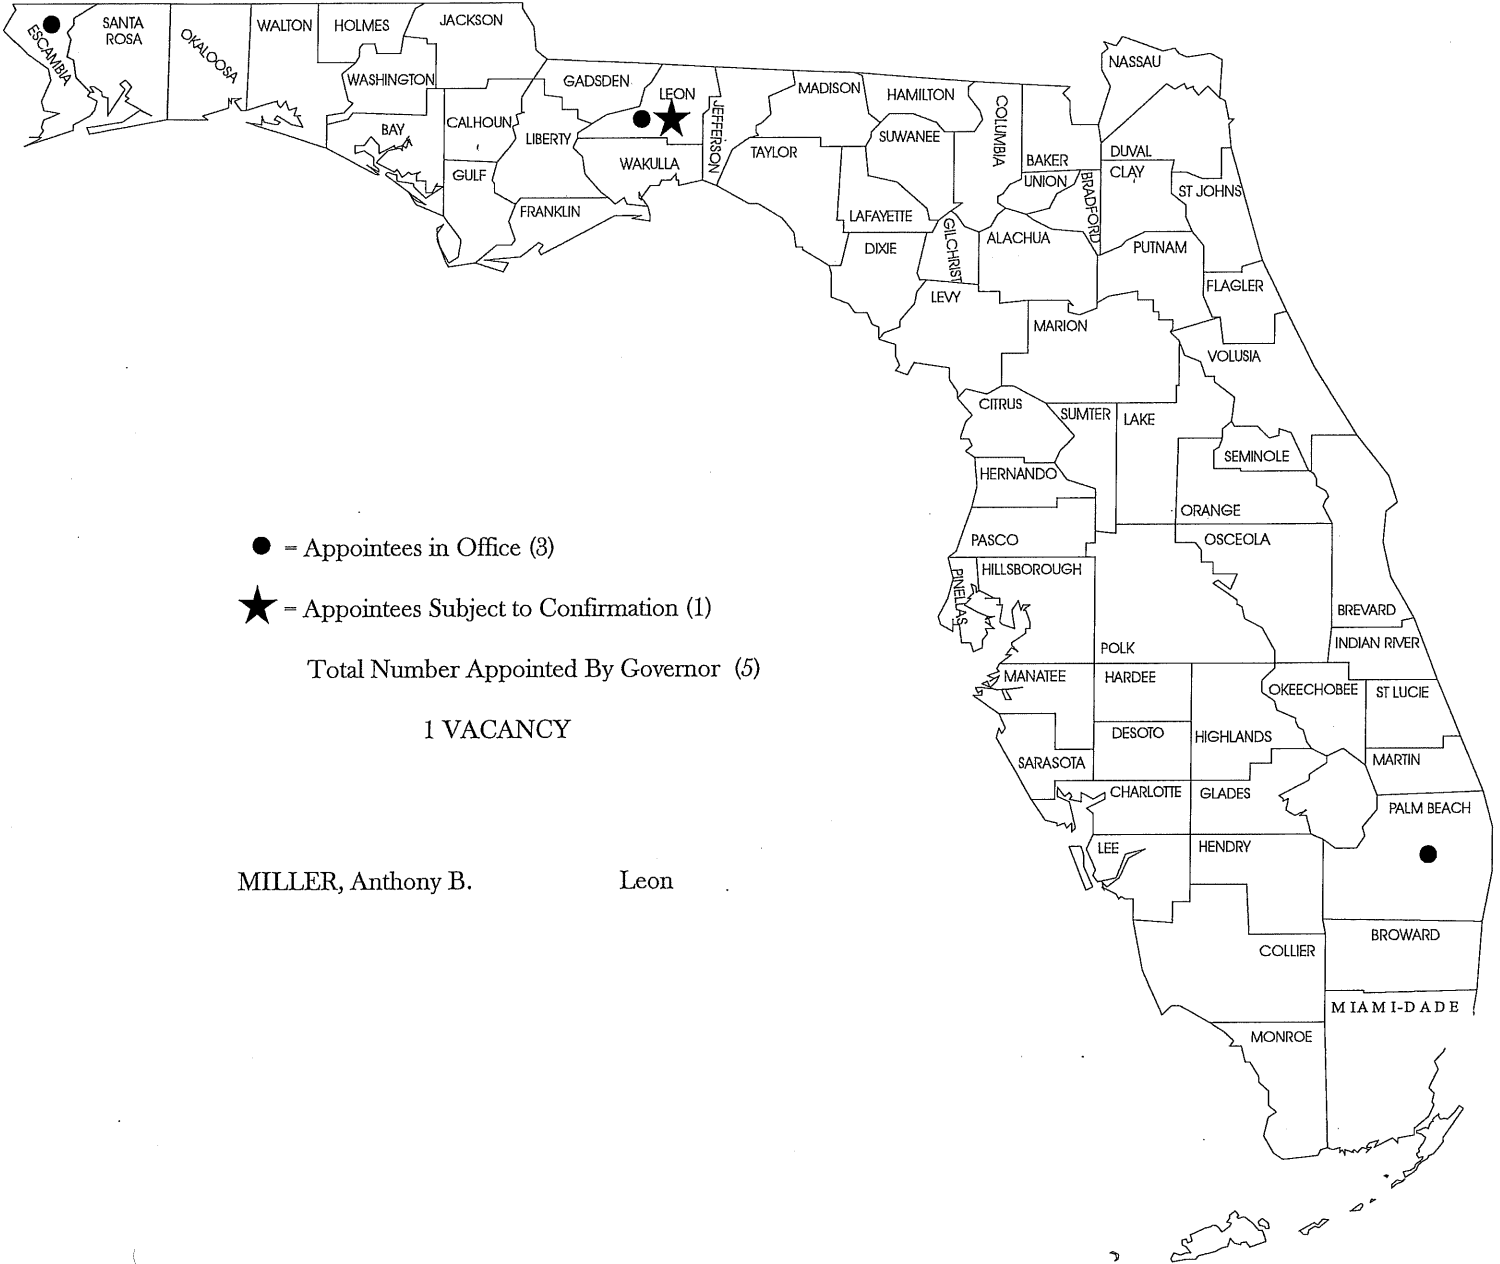 ESCAMBIA
SANTA
ROSA
OKALOOSA
WALTON
HOLMES
JACKSON
WASHINGTON
BAY
CALHOUN
GULF
LIBERTY
GADSDEN
FRANKLIN
LEON
WAKULLA
JEFFERSON
MADISON
TAYLOR
HAMILTON
SUWANEE
LAFAYETTE
DIXIE
COLUMBIA
GILCHRIST
BAKER
UNION
BRADFORD
ALACHUA
LEVY
NASSAU
DUVAL
CLAY
ST JOHNS
PUTNAM
FLAGLER
MARION
VOLUSIA
CITRUS
SUMTER
LAKE
SEMINOLE
HERNANDO
ORANGE
PASCO
OSCEOLA
PINELLAS
HILLSBOROUGH
POLK
BREVARD
INDIAN RIVER
MANATEE
HARDEE
OKEECHOBEE
ST LUCIE
DESOTO
HIGHLANDS
SARASOTA
MARTIN
CHARLOTTE
GLADES
PALM BEACH
LEE
HENDRY
COLLIER
BROWARD
MIAMI-DADE
MONROE
= Appointees in Office (3)
= Appointees Subject to Confirmation (1)
Total Number Appointed By Governor (5)
1 VACANCY
MILLER, Anthony B. Leon